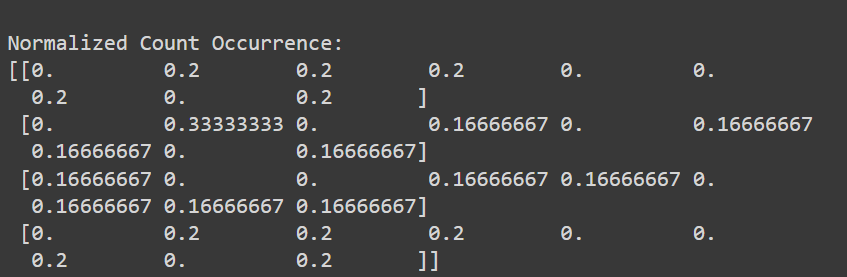 Normalized Count Occurrence:
[[0.         0.2        0.2        0.2        0.         0.
  0.2        0.         0.2       ]
 [0.         0.33333333 0.         0.16666667 0.         0.16666667
  0.16666667 0.         0.16666667]
 [0.16666667 0.         0.         0.16666667 0.16666667 0.
  0.16666667 0.16666667 0.16666667]
 [0.         0.2        0.2        0.2        0.         0.
  0.2        0.         0.2       ]]